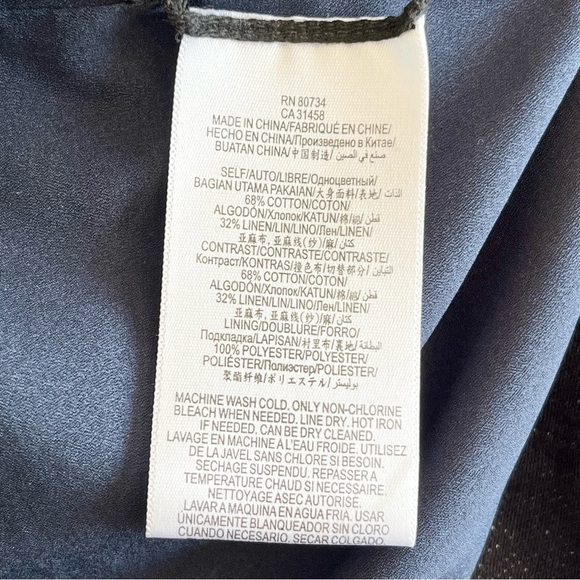 RN 80734
CA 31458
MADE IN CHINA/FABRIQUÉ EN CHINE/
HECHO EN CHINA/Произведено в Китае/
BUATAN CHINA/中国制造/ صنع في الصين
SELF/AUTO/LIBRE/Одноцветный/
BAGIAN UTAMA PAKAIAN/大身面料/表地/ الذات
68% COTTON/COTON/
ALGODÓN/Хлопок/KATUN/棉/綿/ قطن
32% LINEN/LIN/LINO/Лен/LINEN/
亚麻布, 亚麻线(纱)/麻/ كتان
CONTRAST/CONTRASTE/CONTRASTE/
Контраст/KONTRAS/撞色布/切替部分/ التباين
68% COTTON/COTON/
ALGODÓN/Хлопок/KATUN/棉/綿/ قطن
32% LINEN/LIN/LINO/Лен/LINEN/
亚麻布, 亚麻线(纱)/麻/ كتان
LINING/DOUBLURE/FORRO/
Подкладка/LAPISAN/衬里布/裏地/ البطانة
100% POLYESTER/POLYESTER/
POLIÉSTER/Полиэстер/POLYESTER/
聚酯纤维/ポリエステル/ بوليستر
MACHINE WASH COLD. ONLY NON-CHLORINE
BLEACH WHEN NEEDED. LINE DRY. HOT IRON
IF NEEDED. CAN BE DRY CLEANED.
LAVAGE EN MACHINE A L'EAU FROIDE. UTILISEZ
DE LA JAVEL SANS CHLORE SI BESOIN.
SECHAGE SUSPENDU. REPASSER A
TEMPERATURE CHAUD SI NECESSAIRE.
NETTOYAGE ASEC AUTORISE.
LAVAR A MAQUINA EN AGUA FRIA. USAR
ÚNICAMENTE BLANQUEADOR SIN CLORO
CUANDO NECESARIO. SECAR COLGADO.